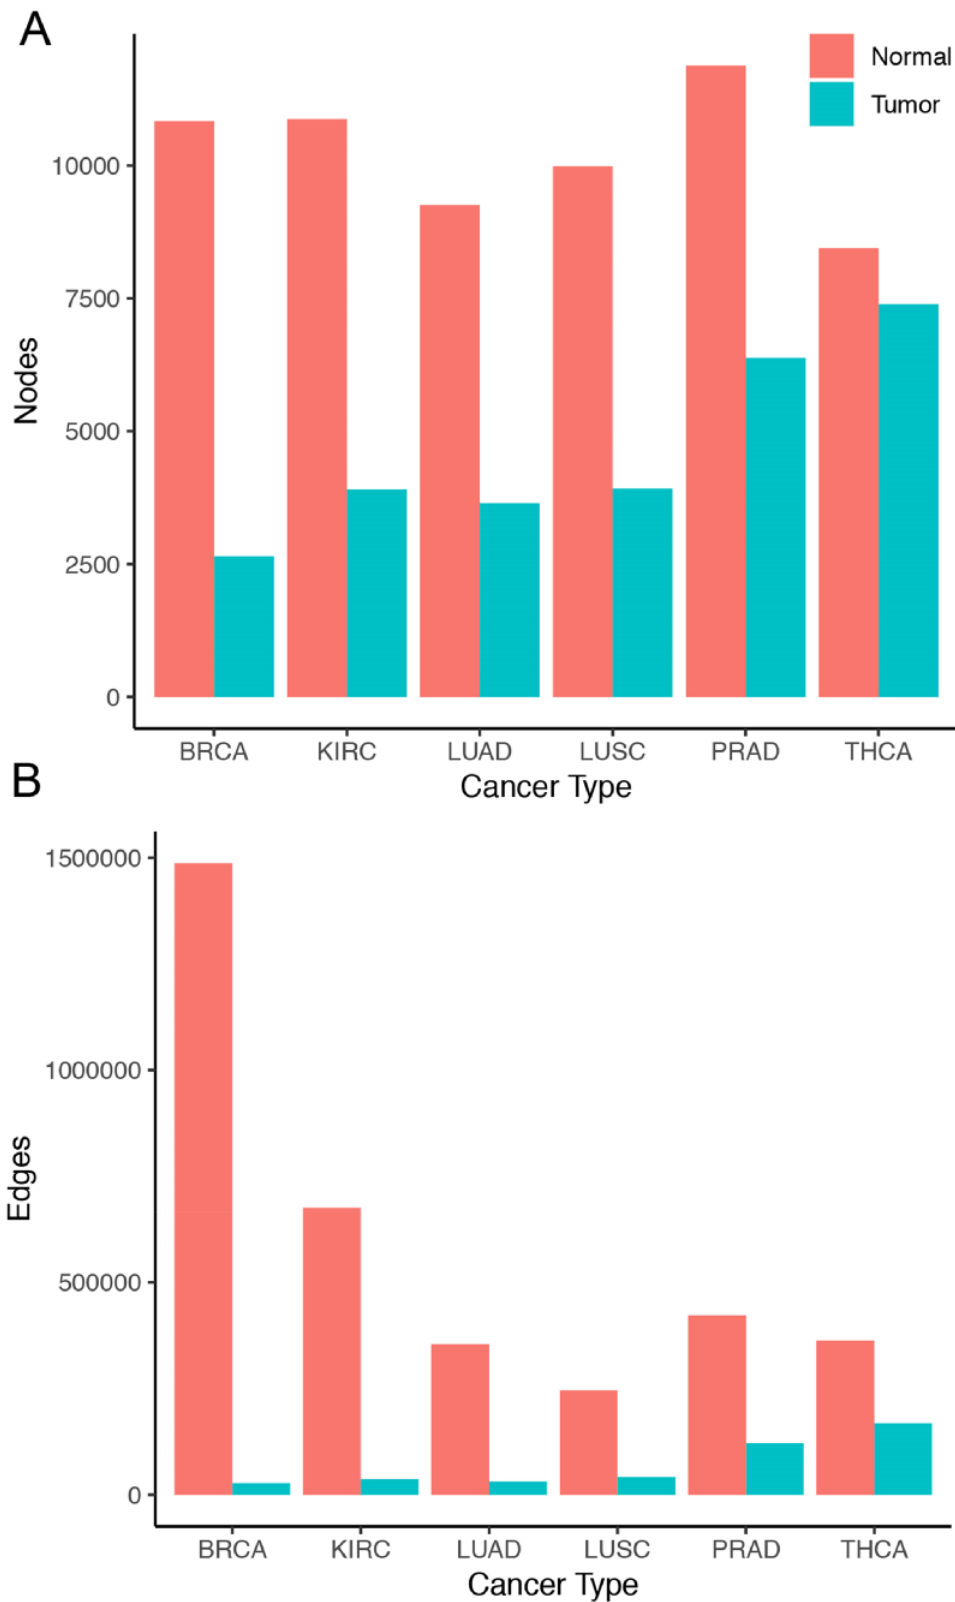 A
Normal
Tumor
10000
7500
5000
2500
0
Nodes
BRCA KIRC LUAD LUSC PRAD THCA
Cancer Type
B
1500000
1000000
500000
0
Edges
BRCA KIRC LUAD LUSC PRAD THCA
Cancer Type